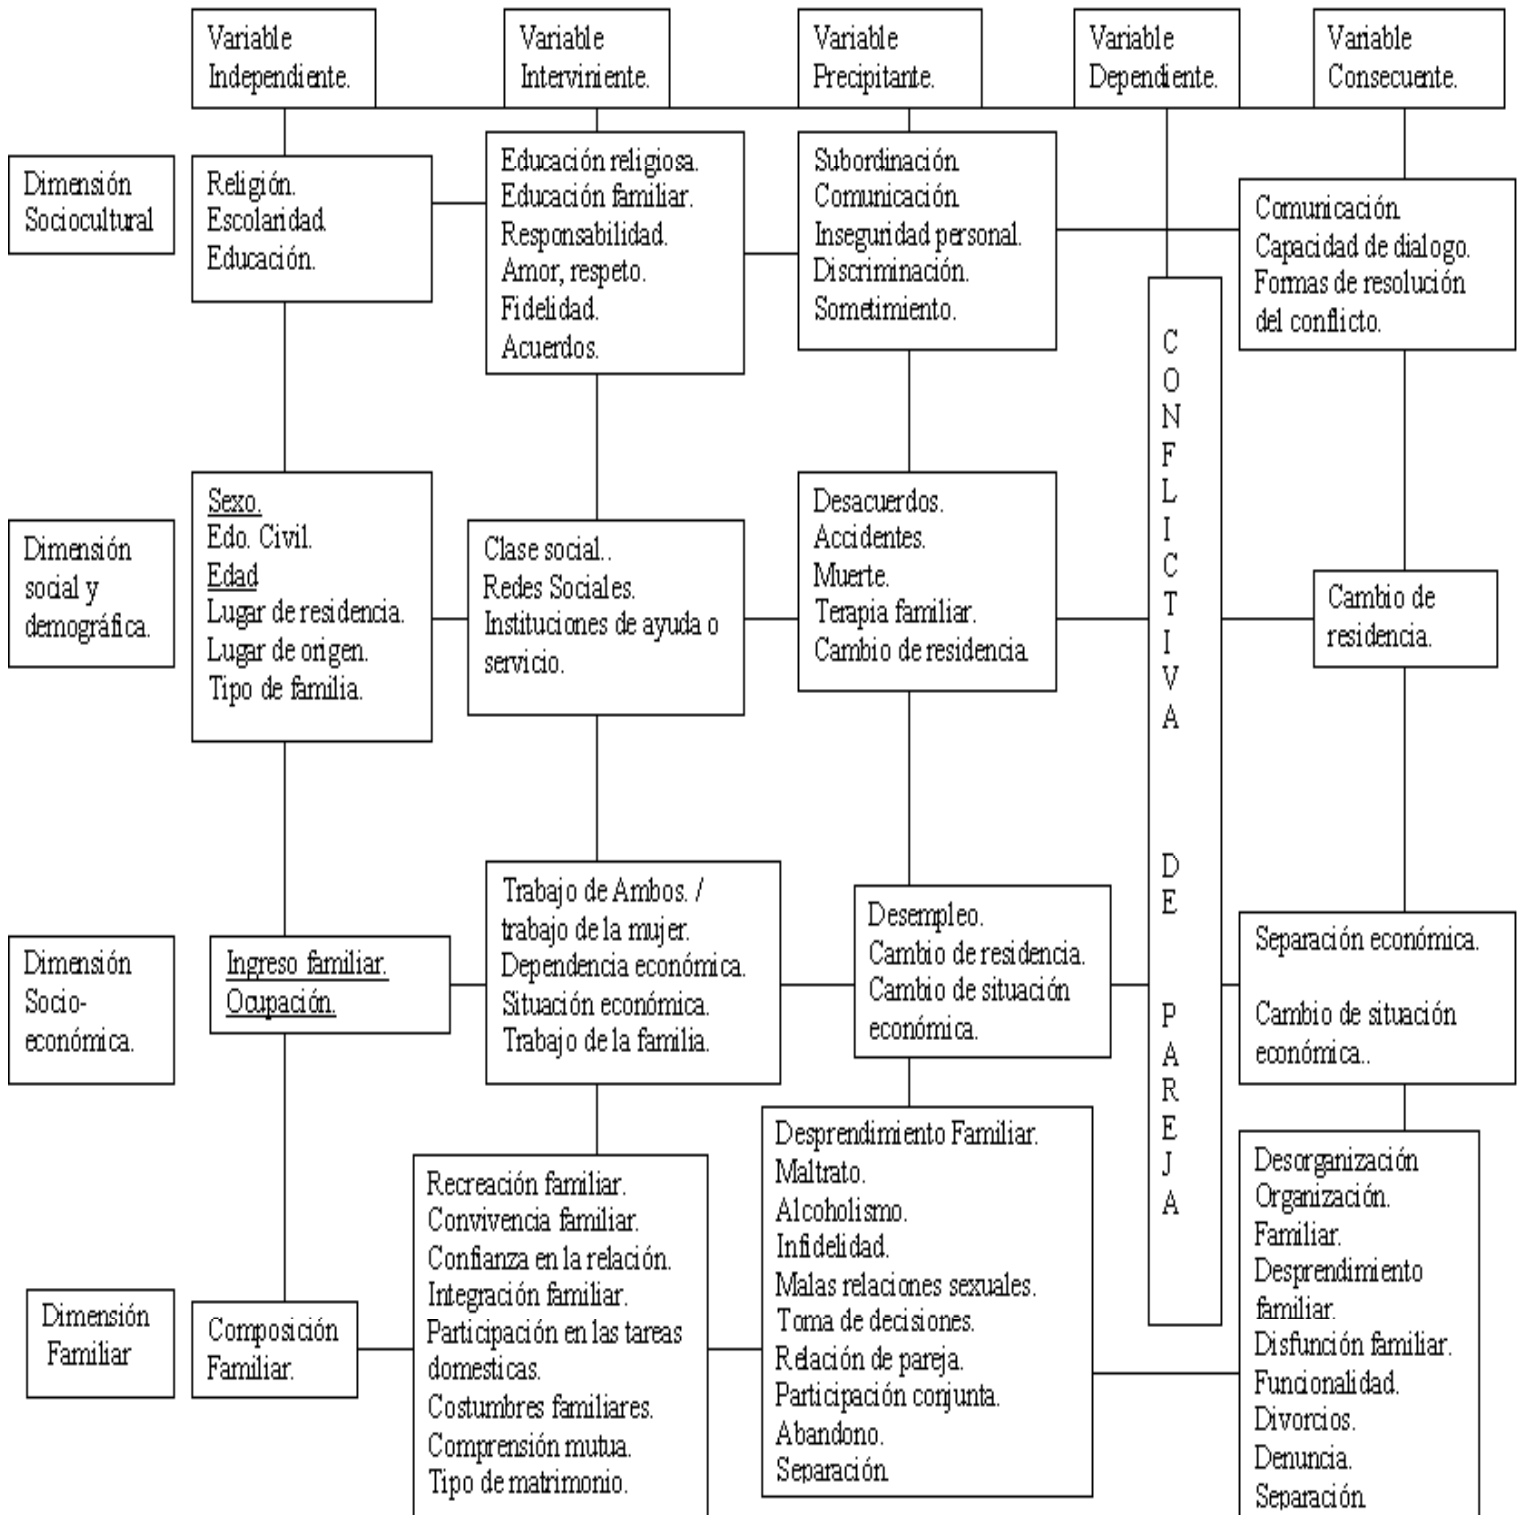 Variable
Independiente.
Variable
Interviniente.
Variable
Precipitante.
Variable
Dependiente.
Variable
Consecuente.
Dimensión
Sociocultural
Religión.
Escolaridad.
Educación.
Educación religiosa.
Educación familiar.
Responsabilidad.
Amor, respeto.
Fidelidad.
Acuerdos.
Subordinación
Comunicación
Inseguridad personal.
Discriminación.
Sometimiento.
Comunicación
Capacidad de dialogo.
Formas de resolución
del conflicto.
CONFLICTIVA DE PAREJA
Dimensión
social y
demográfica.
Sexo.
Edo. Civil.
Edad
Lugar de residencia.
Lugar de origen.
Tipo de familia.
Clase social..
Redes Sociales.
Instituciones de ayuda o
servicio.
Desacuerdos.
Accidentes.
Muerte.
Terapia familiar.
Cambio de residencia
Cambio de
residencia.
Dimensión
Socio-
económica.
Ingreso familiar.
Ocupación.
Trabajo de Ambos. /
trabajo de la mujer.
Dependencia económica.
Situación económica.
Trabajo de la familia.
Desempleo.
Cambio de residencia.
Cambio de situación
económica.
Separación económica.
Cambio de situación
económica..
Dimensión
Familiar
Composición
Familiar.
Recreación familiar.
Convivencia familiar.
Confianza en la relación.
Integración familiar.
Participación en las tareas
domesticas.
Costumbres familiares.
Comprensión mutua.
Tipo de matrimonio.
Desprendimiento Familiar.
Maltrato.
Alcoholismo.
Infidelidad.
Malas relaciones sexuales.
Toma de decisiones.
Relación de pareja.
Participación conjunta.
Abandono.
Separación
Desorganización
Organización.
Familiar.
Desprendimiento
familiar.
Disfunción familiar.
Funcionalidad.
Divorcios.
Denuncia.
Separación